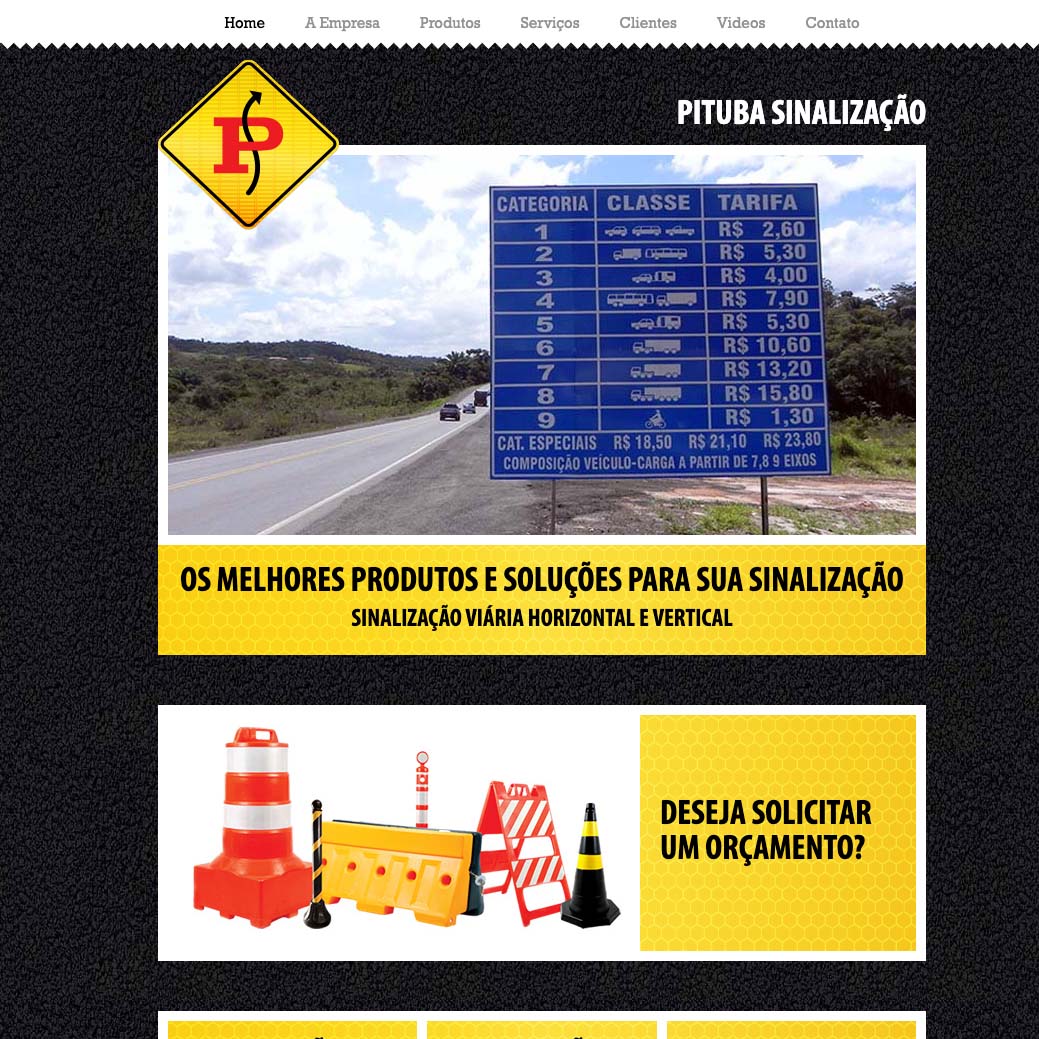 Home A Empresa Produtos Serviços Clientes Videos Contato
P
PITUBA SINALIZAÇÃO
CATEGORIA CLASSE TARIFA
1 R$ 2,60
2 R$ 5,30
3 R$ 4,00
4 R$ 7,90
5 R$ 5,30
6 R$ 10,60
7 R$ 13,20
8 R$ 15,80
9 R$ 1,30
CAT. ESPECIAIS R$ 18,50 R$ 21,10 R$ 23,80
COMPOSIÇÃO VEÍCULO-CARGA A PARTIR DE 7,8 9 EIXOS
OS MELHORES PRODUTOS E SOLUÇÕES PARA SUA SINALIZAÇÃO
SINALIZAÇÃO VIÁRIA HORIZONTAL E VERTICAL
DESEJA SOLICITAR
UM ORÇAMENTO?